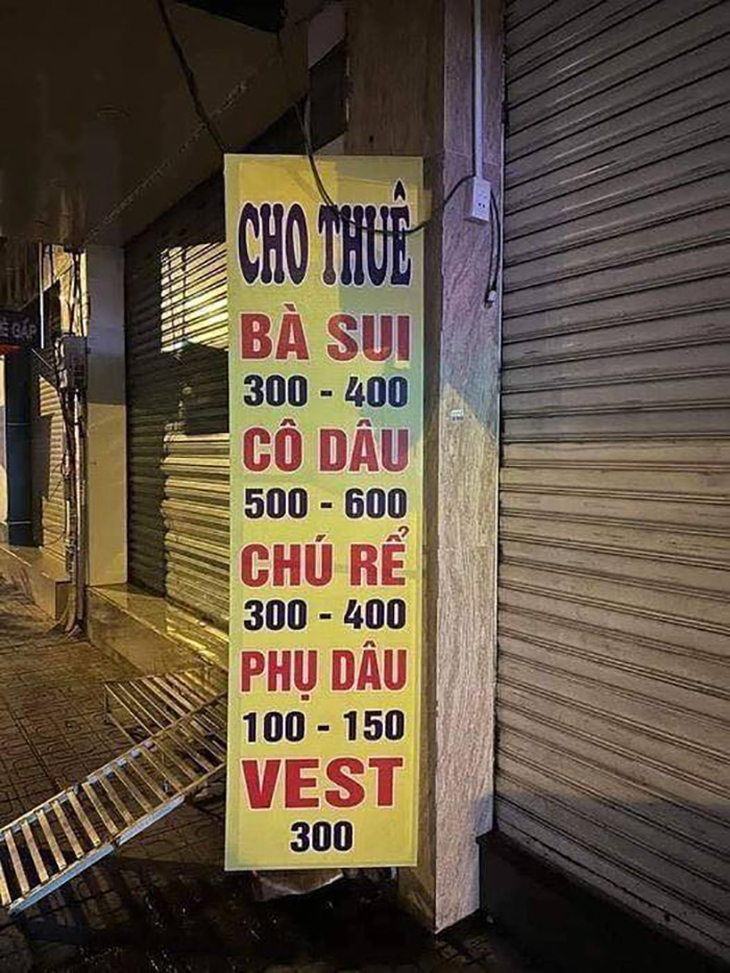 CHO THUÊ
BÀ SUI
300 - 400
CÔ DÂU
500 - 600
CHÚ RỂ
300 - 400
PHỤ DÂU
100 - 150
VEST
300